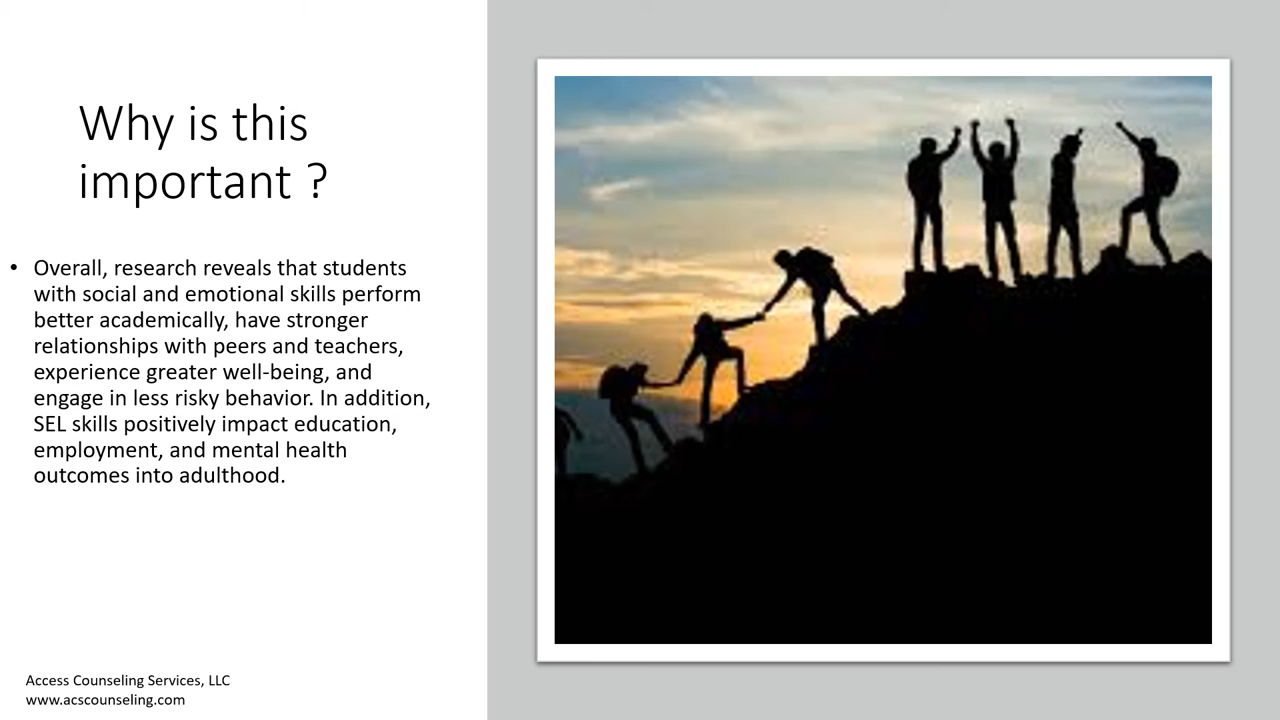 Why is this
important ?
• Overall, research reveals that students
with social and emotional skills perform
better academically, have stronger
relationships with peers and teachers,
experience greater well-being, and
engage in less risky behavior. In addition,
SEL skills positively impact education,
employment, and mental health
outcomes into adulthood.
Access Counseling Services, LLC
www.acscounseling.com